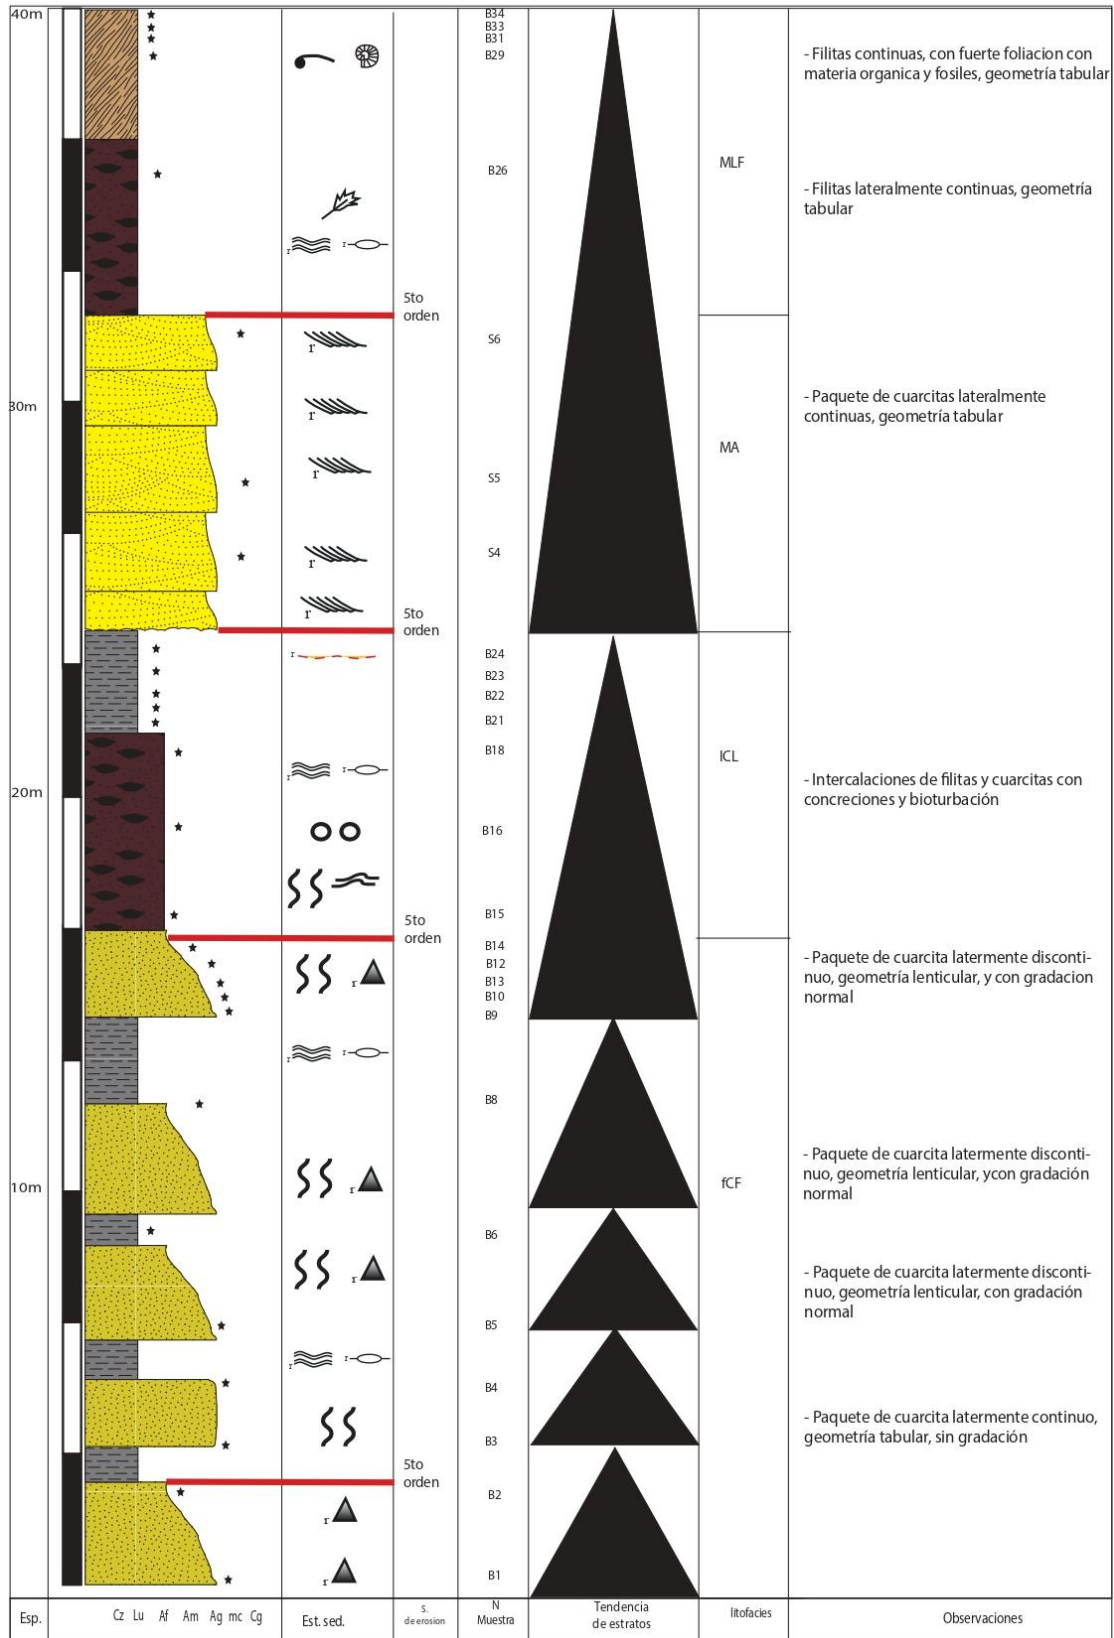 40m
B34
B33
B31
B29
- Filitas continuas, con fuerte foliacion con
materia organica y fosiles, geometría tabular
MLF
B26
- Filitas lateralmente continuas, geometría
tabular
r
r
5to
orden
S6
r
30m
r
- Paquete de cuarcitas lateralmente
continuas, geometría tabular
MA
r
S5
S4
r
r
5to
orden
r
B24
B23
B22
B21
B18
ICL
r
r
- Intercalaciones de filitas y cuarcitas con
concreciones y bioturbación
20m
B16
B15
5to
orden
B14
B12
B13
B10
B9
r
- Paquete de cuarcita latermente disconti-
nuo, geometría lenticular, y con gradacion
normal
r
r
B8
- Paquete de cuarcita latermente disconti-
nuo, geometría lenticular, ycon gradación
normal
10m
r
fCF
B6
r
- Paquete de cuarcita latermente disconti-
nuo, geometría lenticular, con gradación
normal
B5
r
r
B4
- Paquete de cuarcita latermente continuo,
geometría tabular, sin gradación
B3
5to
orden
B2
r
B1
r
Esp.
Cz Lu Af Am Ag mc Cg
Est. sed.
S.
de erosion
N
Muestra
Tendencia
de estratos
litofacies
Observaciones